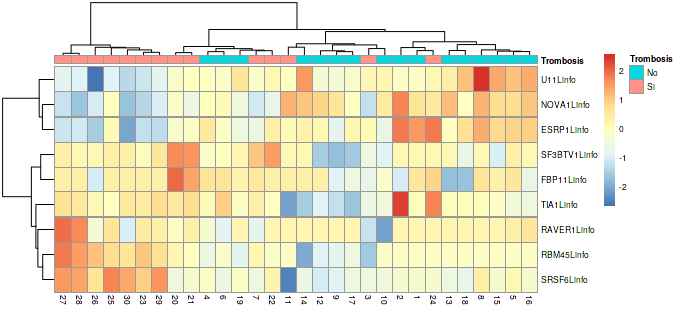 Trombosis
U11Linfo
NOVA1Linfo
ESRP1Linfo
SF3BTV1Linfo
FBP11Linfo
TIA1Linfo
RAVER1Linfo
RBM45Linfo
SRSF6Linfo
27 28 26 25 30 23 29 20 21 4 6 19 7 22 11 14 12 9 17 3 10 2 1 24 13 18 8 15 5 16
2
1
0
-1
-2
Trombosis
No
SI